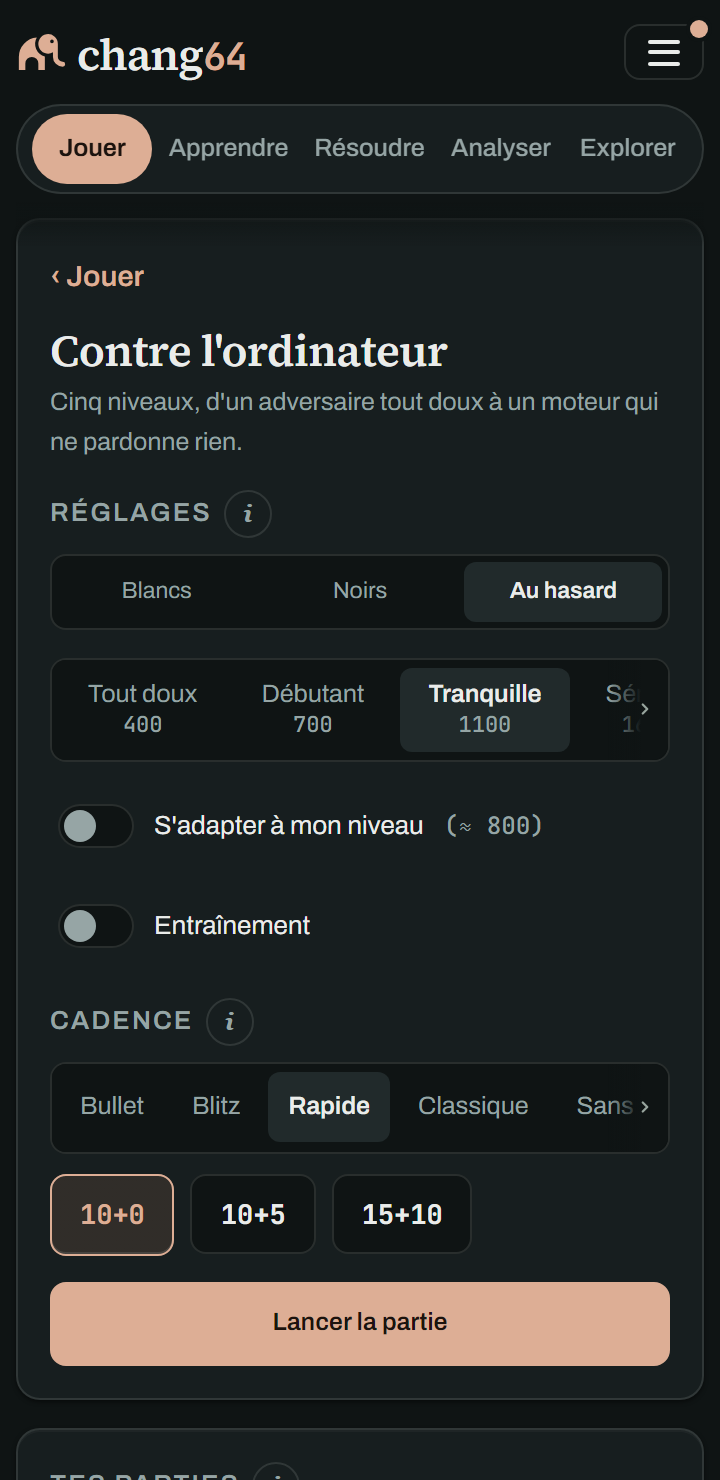 chang64
Jouer Apprendre Résoudre Analyser Explorer
‹ Jouer
Contre l'ordinateur
Cinq niveaux, d'un adversaire tout doux à un moteur qui
ne pardonne rien.
RÉGLAGES i
Blancs Noirs Au hasard
Tout doux Débutant Tranquille
400 700 1100
S'adapter à mon niveau (≈ 800)
Entraînement
CADENCE i
Bullet Blitz Rapide Classique Sans ›
10+0 10+5 15+10
Lancer la partie
TES PARTIES